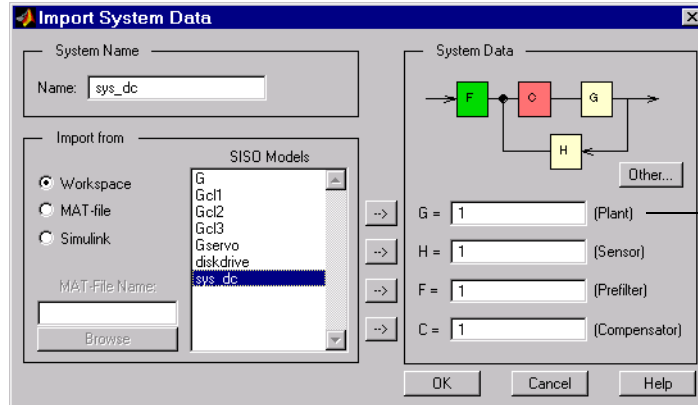 Import System Data
System Name
Name: sys_dc
Import from
Workspace
MAT-file
Simulink
MAT-File Name:
Browse
SISO Models
G
Gcl1
Gcl2
Gcl3
Gservo
diskdrive
sys_dc
-->
-->
-->
-->
System Data
F
C
G
H
Other...
G = 1 (Plant)
H = 1 (Sensor)
F = 1 (Prefilter)
C = 1 (Compensator)
OK Cancel Help